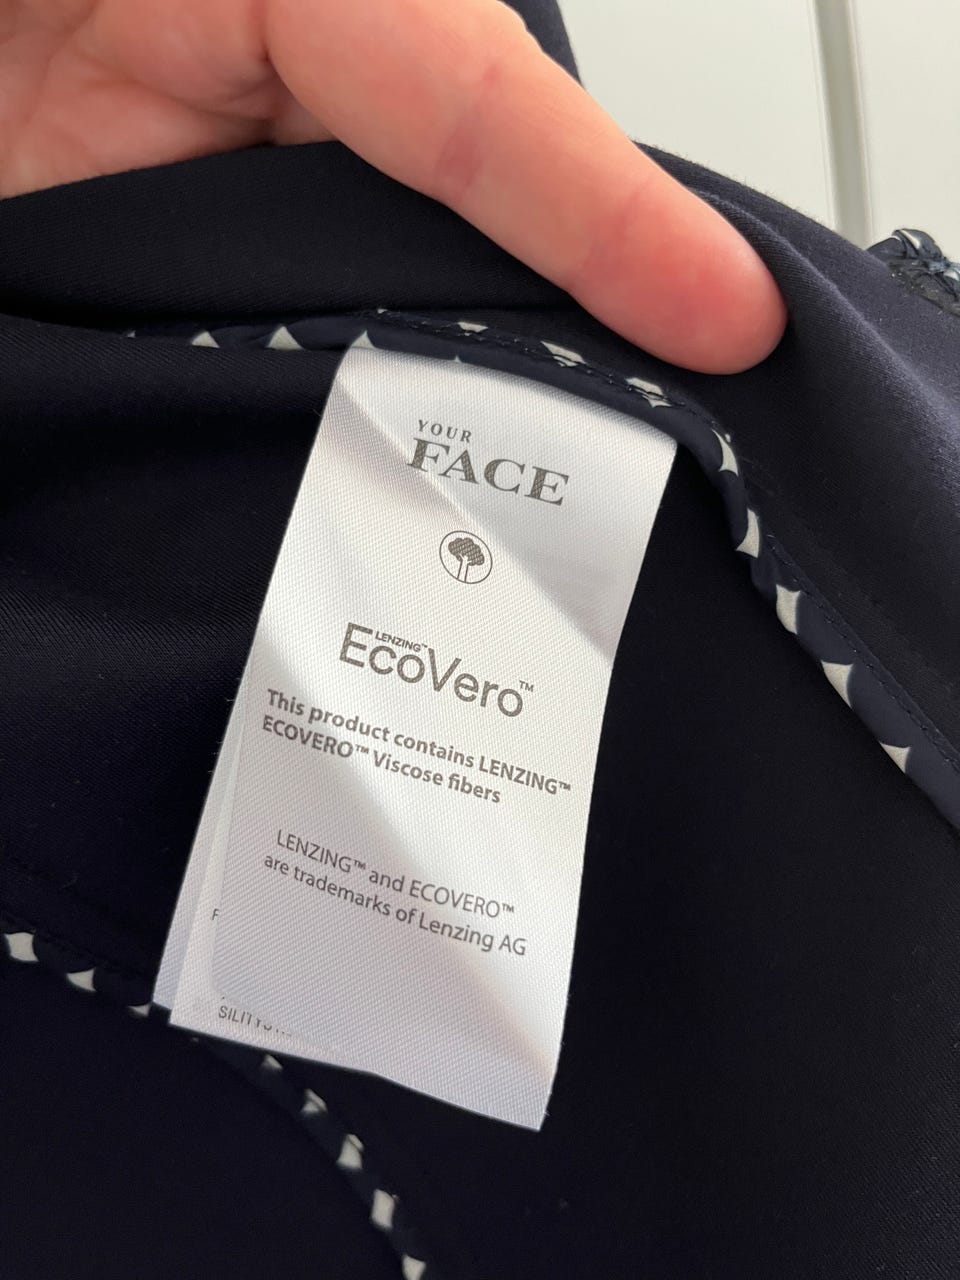 YOUR
FACE
LENZING™
EcoVero™
This product contains LENZING™
ECOVERO™ Viscose fibers
LENZING™ and ECOVERO™
are trademarks of Lenzing AG
F